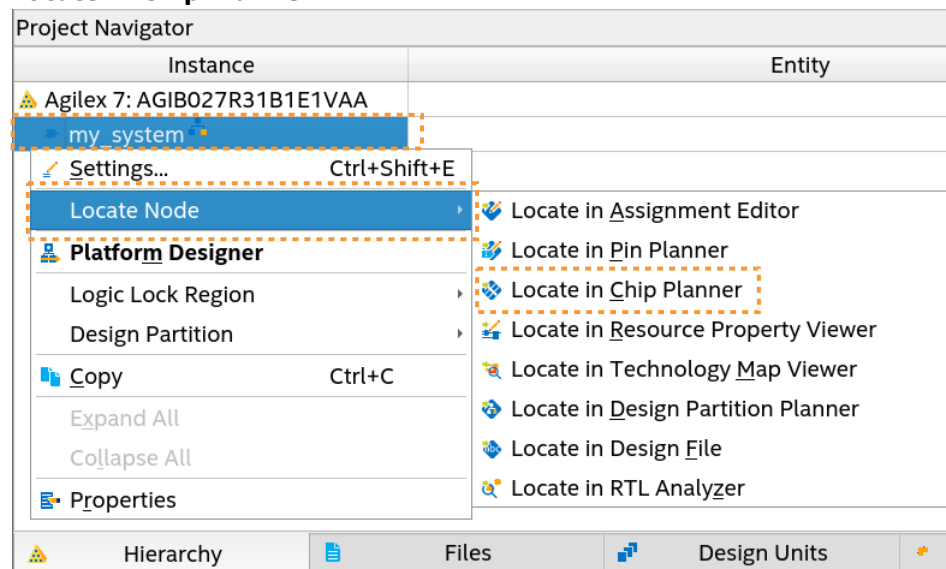 Project Navigator
Instance Entity
Agilex 7: AGIB027R31B1E1VAA
my_system
Settings... Ctrl+Shift+E
Locate Node
Locate in Assignment Editor
Platform Designer
Locate in Pin Planner
Logic Lock Region
Locate in Chip Planner
Design Partition
Locate in Resource Property Viewer
Copy Ctrl+C
Locate in Technology Map Viewer
Expand All
Locate in Design Partition Planner
Collapse All
Locate in Design File
Properties
Locate in RTL Analyzer
Hierarchy Files Design Units